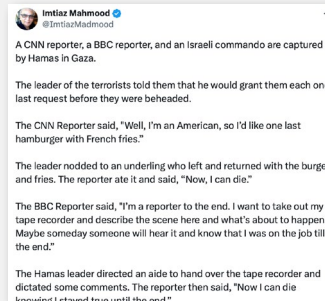 Imtiaz Mahmood
@ImtiazMadmood
A CNN reporter, a BBC reporter, and an Israeli commando are captured
by Hamas in Gaza.
The leader of the terrorists told them that he would grant them each on
last request before they were beheaded.
The CNN Reporter said, "Well, I'm an American, so I'd like one last
hamburger with French fries."
The leader nodded to an underling who left and returned with the burge
and fries. The reporter ate it and said, "Now, I can die."
The BBC Reporter said, "I'm a reporter to the end. I want to take out my
tape recorder and describe the scene here and what's about to happen
Maybe someday someone will hear it and know that I was on the job till
the end."
The Hamas leader directed an aide to hand over the tape recorder and
dictated some comments. The reporter then said, "Now I can die
knowing I stayed true until the end."